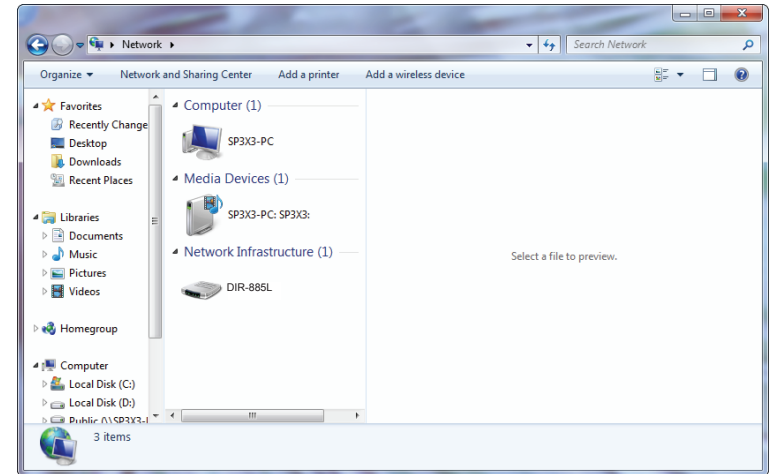 Network
Search Network
Organize
Network and Sharing Center
Add a printer
Add a wireless device
Favorites
Recently Change
Desktop
Downloads
Recent Places
Libraries
Documents
Music
Pictures
Videos
Homegroup
Computer
Local Disk (C:)
Local Disk (D:)
Computer (1)
SP3X3-PC
Media Devices (1)
SP3X3-PC: SP3X3:
Network Infrastructure (1)
DIR-885L
Select a file to preview.
3 items